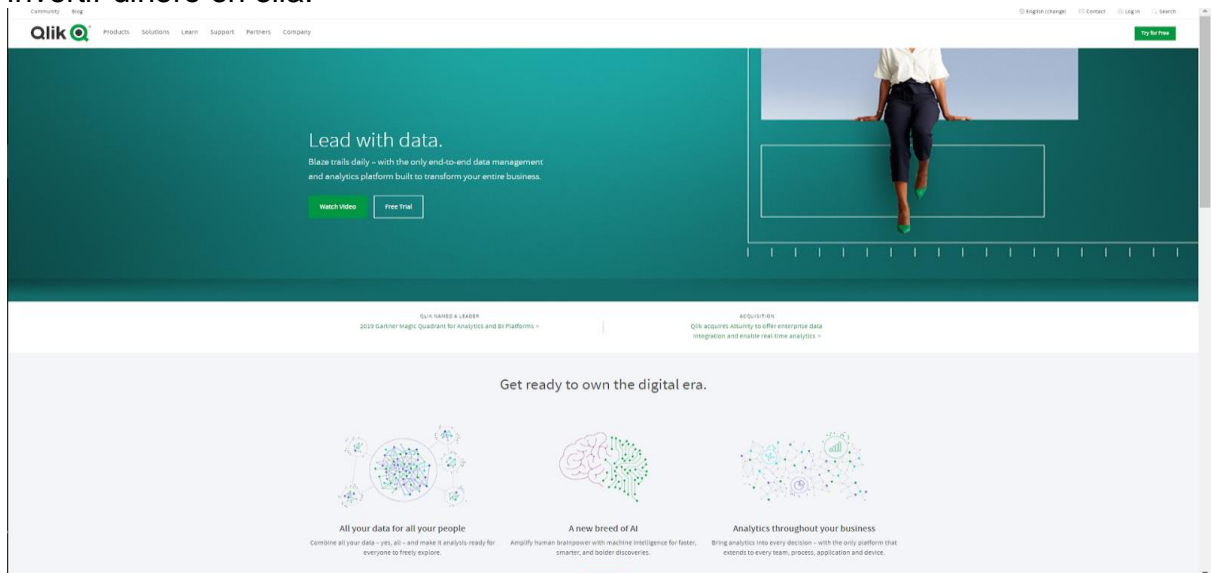 invertir dinero en ella.
Community Blog English (change) Contact Log In Search
Qlik Products Solutions Learn Support Partners Company Try for Free
Lead with data.
Blaze trails daily – with the only end-to-end data management
and analytics platform built to transform your entire business.
Watch Video Free Trial
QLIK NAMED A LEADER
2019 Gartner Magic Quadrant for Analytics and BI Platforms >
ACQUISITION
Qlik acquires Attunity to offer enterprise data
integration and enable real-time analytics >
Get ready to own the digital era.
All your data for all your people
Combine all your data – yes, all – and make it analysis-ready for
everyone to freely explore.
A new breed of AI
Amplify human brainpower with machine intelligence for faster,
smarter, and bolder discoveries.
Analytics throughout your business
Bring analytics into every decision – with the only platform that
extends to every team, process, application and device.